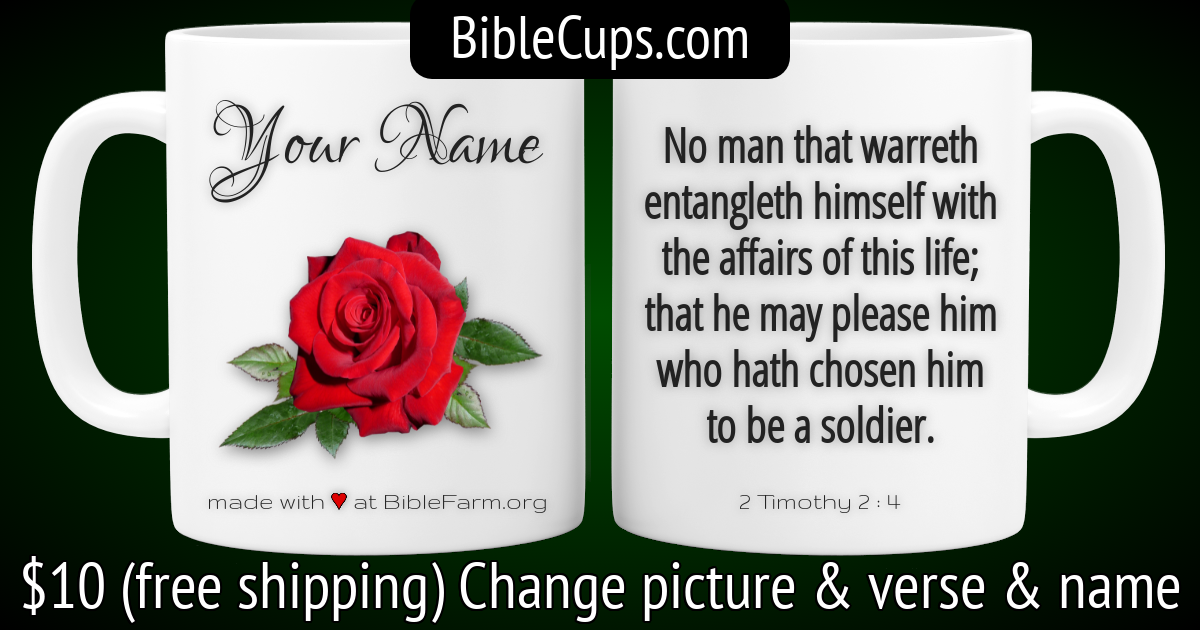 BibleCups.com
Your Name
made with ♥ at BibleFarm.org
No man that warreth
entangleth himself with
the affairs of this life;
that he may please him
who hath chosen him
to be a soldier.
2 Timothy 2 : 4
$10 (free shipping) Change picture & verse & name